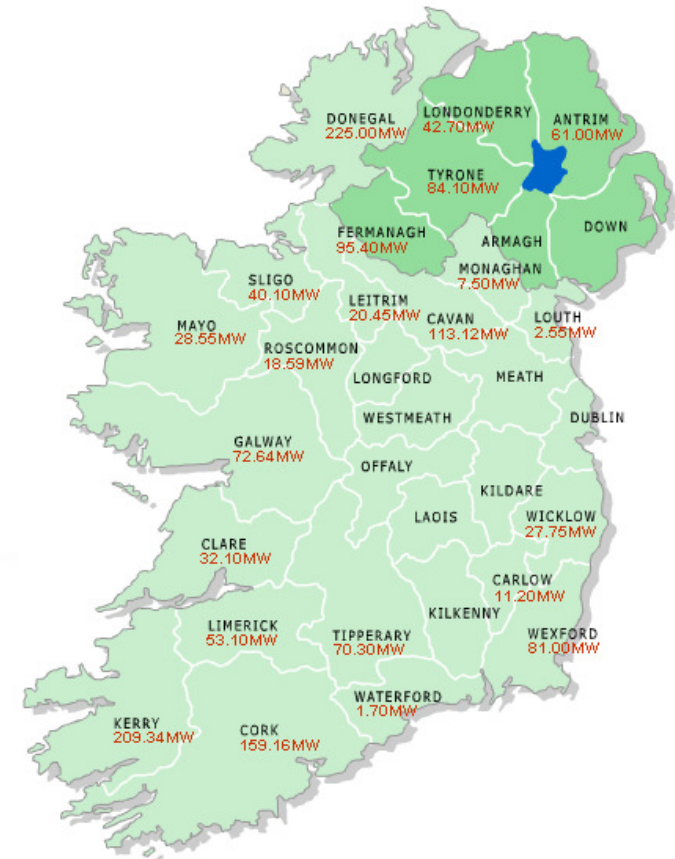 LONDONDERRY
42.70MW
DONEGAL
225.00MW
ANTRIM
61.00MW
TYRONE
84.10MW
FERMANAGH
95.40MW
DOWN
ARMAGH
MONAGHAN
7.50MW
SLIGO
40.10MW
LEITRIM
20.45MW
CAVAN
113.12MW
LOUTH
2.55MW
MAYO
28.55MW
ROSCOMMON
18.59MW
LONGFORD
MEATH
WESTMEATH
DUBLIN
GALWAY
72.64MW
OFFALY
KILDARE
LAOIS
WICKLOW
27.75MW
CLARE
32.10MW
CARLOW
11.20MW
KILKENNY
LIMERICK
53.10MW
TIPPERARY
70.30MW
WEXFORD
81.00MW
WATERFORD
1.70MW
KERRY
209.34MW
CORK
159.16MW